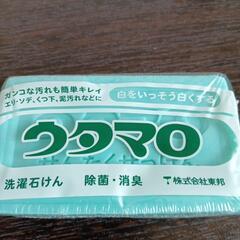 ガンコな汚れも簡単キレイ
エリ・ソデ、くつ下、泥汚れなどに
白をいっそう白くする
ウタマロ
洗濯石けん
除菌・消臭
株式会社東邦